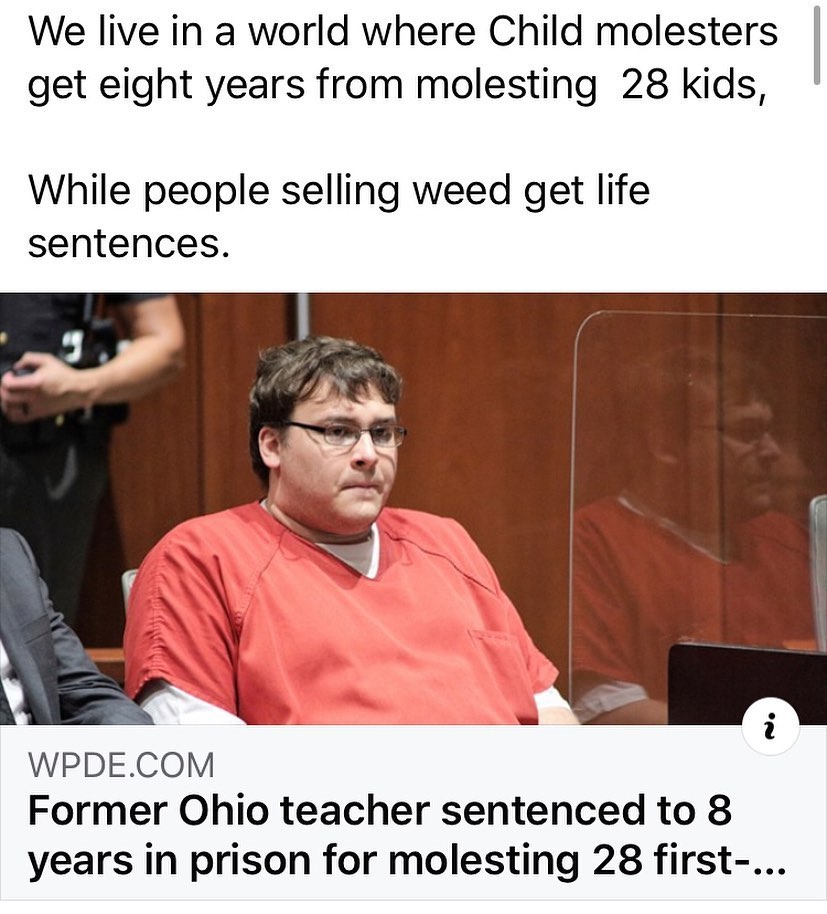 We live in a world where Child molesters
get eight years from molesting 28 kids,
While people selling weed get life
sentences.
i
WPDE.COM
Former Ohio teacher sentenced to 8
years in prison for molesting 28 first-...